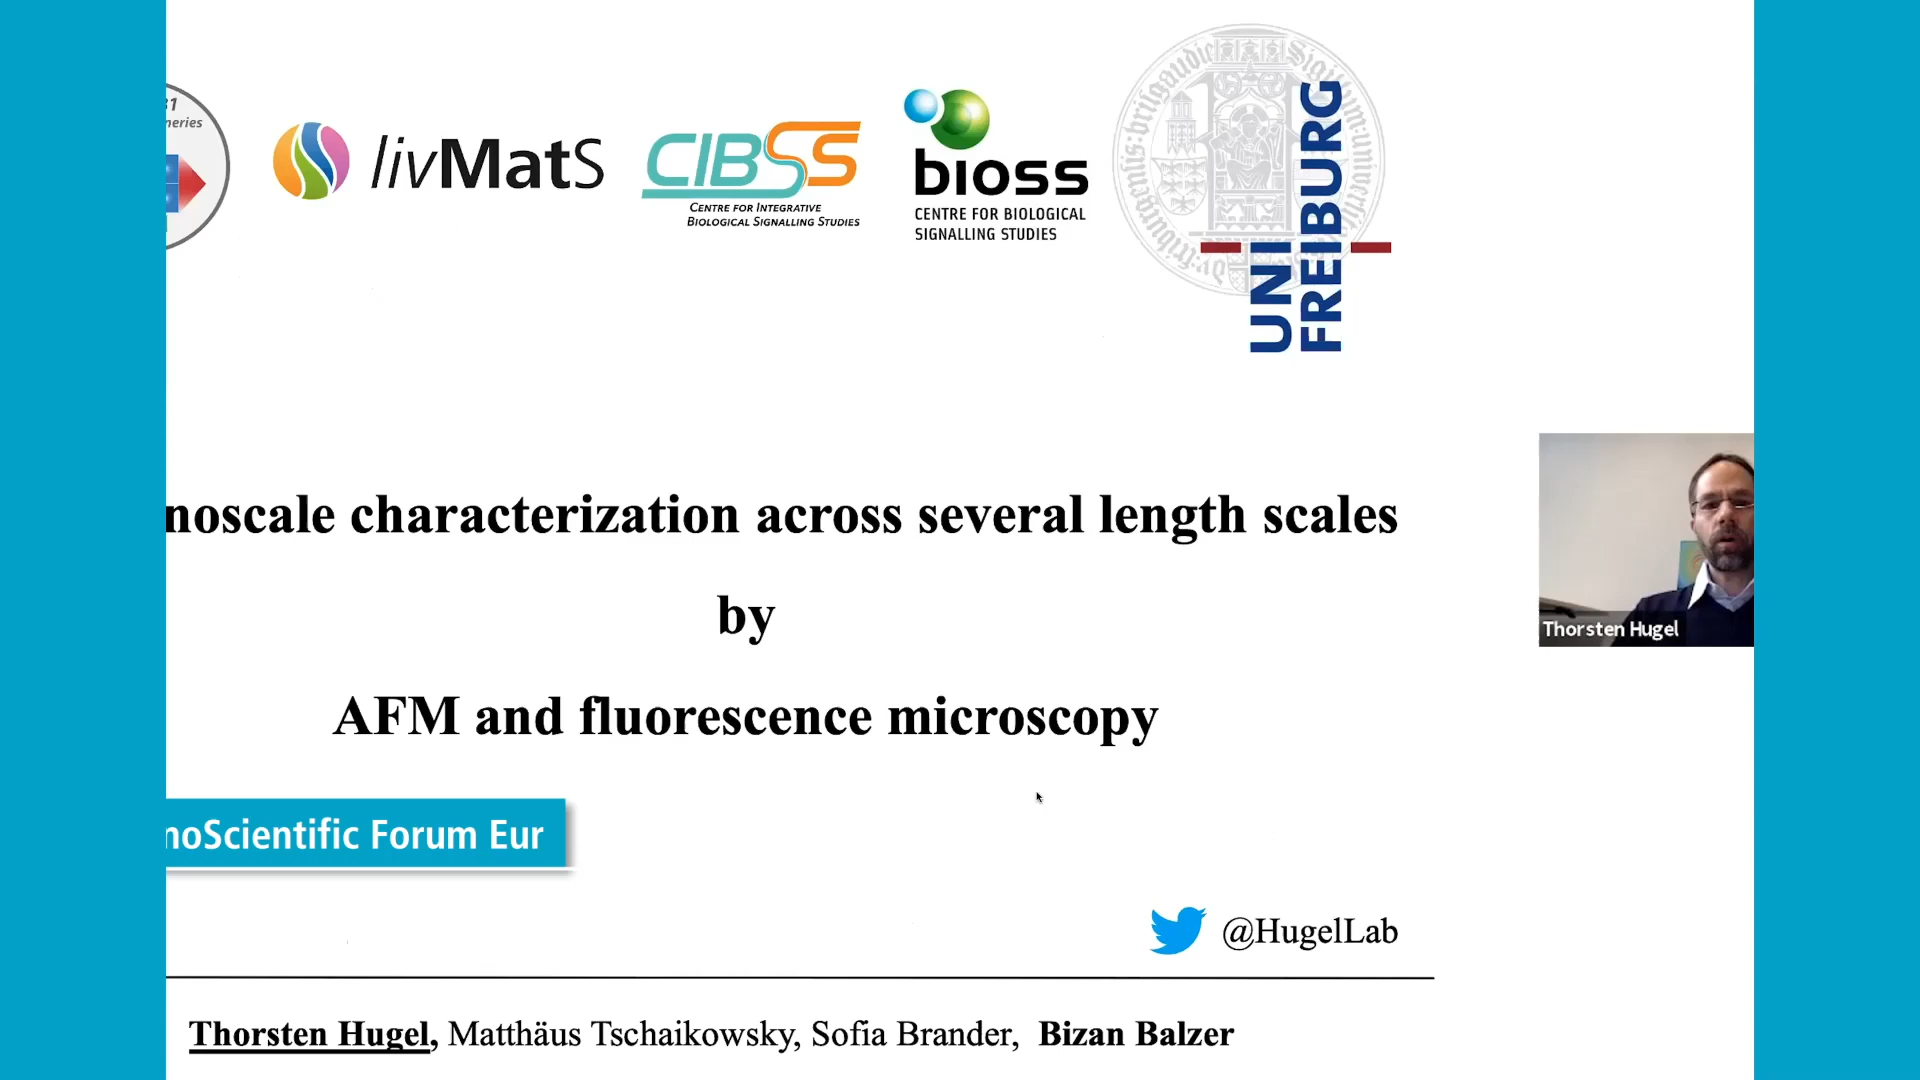 31
neries
livMatS
CIBSS
CENTRE FOR INTEGRATIVE
BIOLOGICAL SIGNALLING STUDIES
bioss
CENTRE FOR BIOLOGICAL
SIGNALLING STUDIES
UNI
FREIBURG
noscale characterization across several length scales
by
AFM and fluorescence microscopy
Thorsten Hugel
noScientific Forum Eur
@HugelLab
Thorsten Hugel, Matthäus Tschaikowsky, Sofia Brander, Bizan Balzer